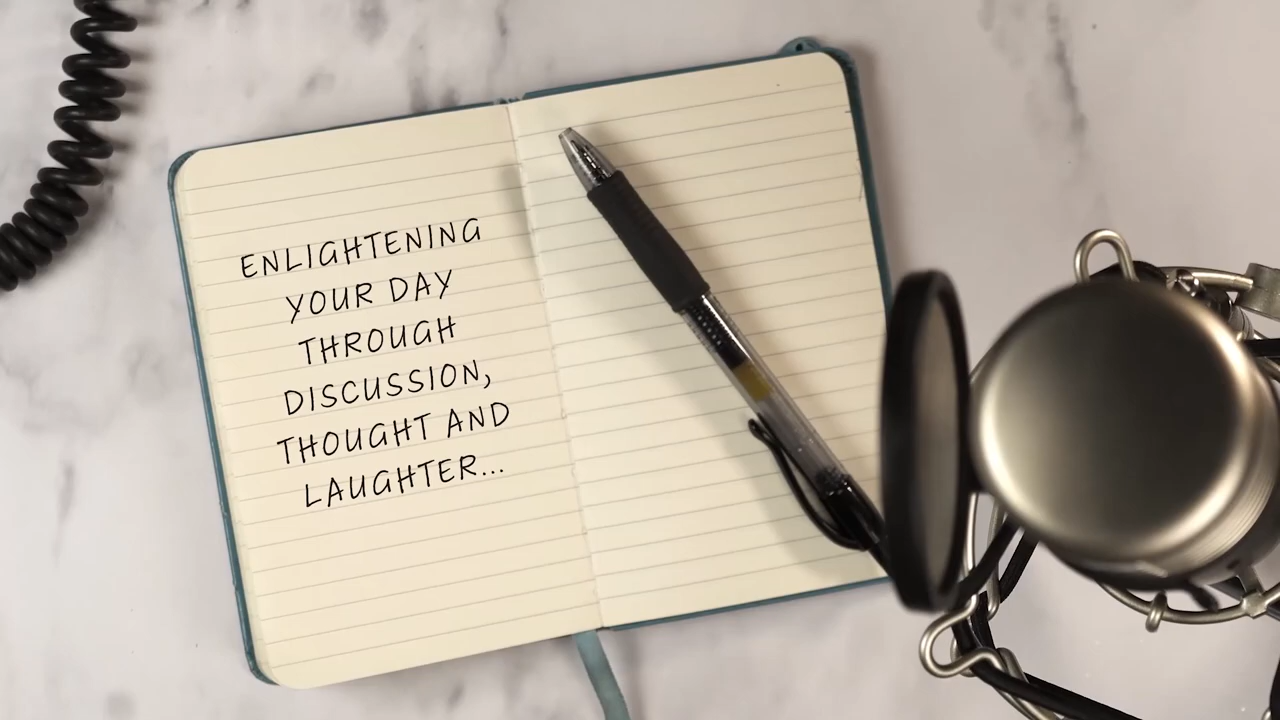 ENLIGHTENING
YOUR DAY
THROUGH
DISCUSSION,
THOUGHT AND
LAUGHTER...